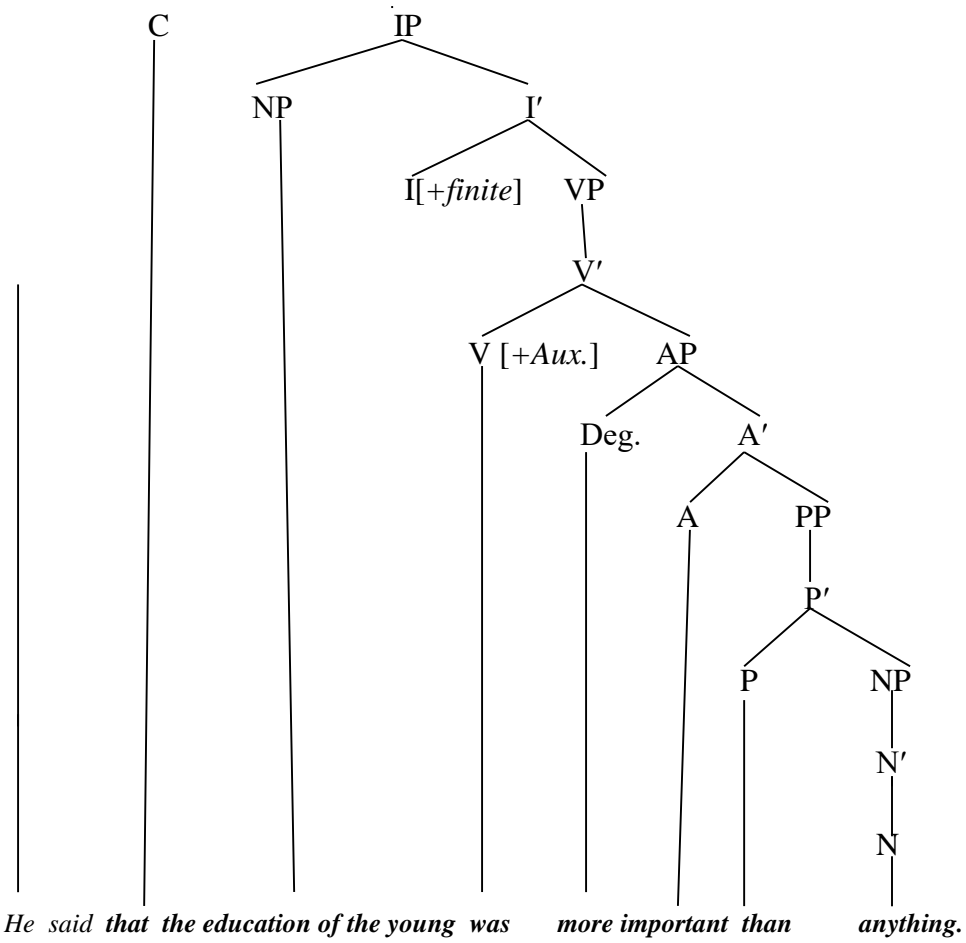 C IP
NP I′
I[+finite] VP
V′
V [+Aux.] AP
Deg. A′
A PP
P′
P NP
N′
N
He said that the education of the young was more important than anything.